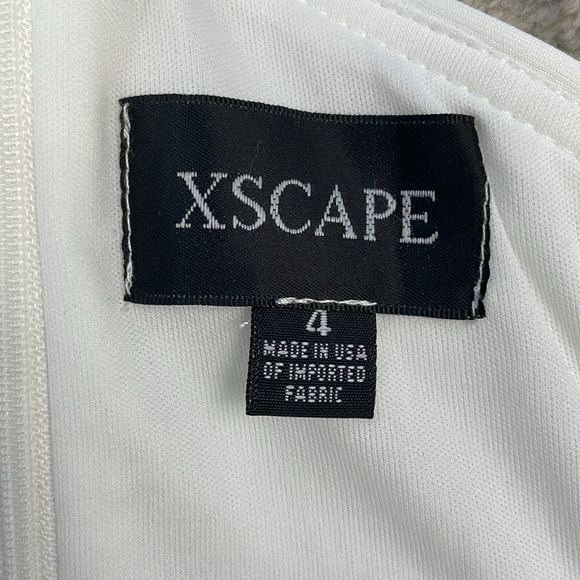 XSCAPE
4
MADE IN USA
OF IMPORTED
FABRIC